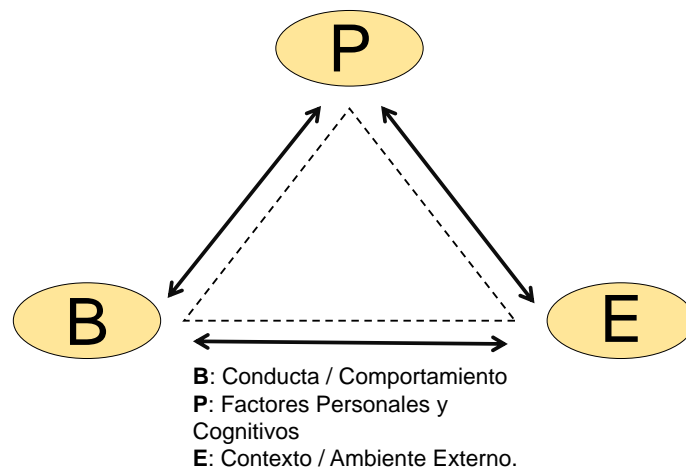 P
B
E
B: Conducta / Comportamiento
P: Factores Personales y
Cognitivos
E: Contexto / Ambiente Externo.